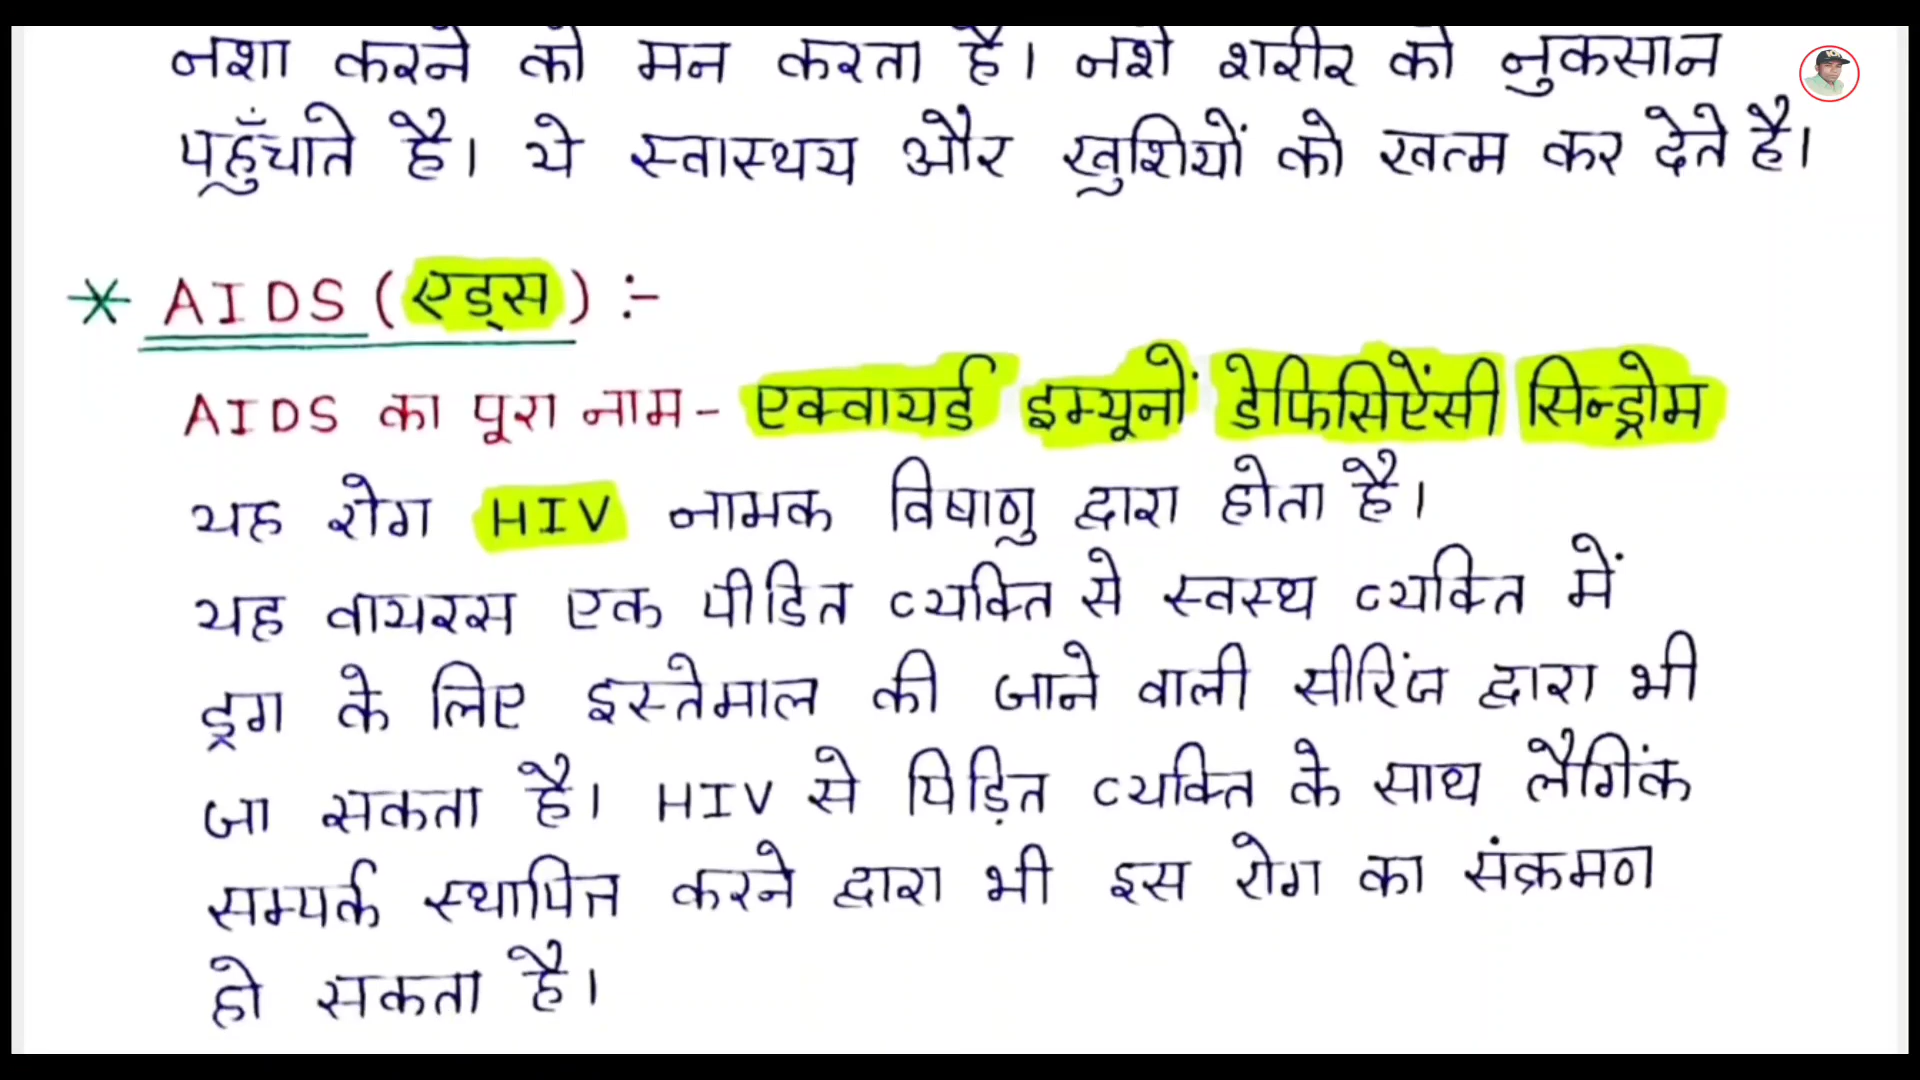 नशा करने को मन करता है। नशे शरीर को नुकसान
पहुँचाते है। ये स्वास्थय और खुशियों को खत्म कर देते है।
* AIDS (एड्स) :-
AIDS का पूरा नाम - एक्वायर्ड इम्यूनों डेफिसिऐंसी सिन्ड्रोम
यह रोग HIV नामक विषाणु द्वारा होता है।
यह वायरस एक पीडित व्यक्ति से स्वस्थ व्यक्ति में
ड्रग के लिए इस्तेमाल की जाने वाली सीरिंज द्वारा भी
जा सकता है। HIV से पिड़ित व्यक्ति के साथ लैगिंक
सम्पर्क स्थापित करने द्वारा भी इस रोग का संक्रमण
हो सकता है।